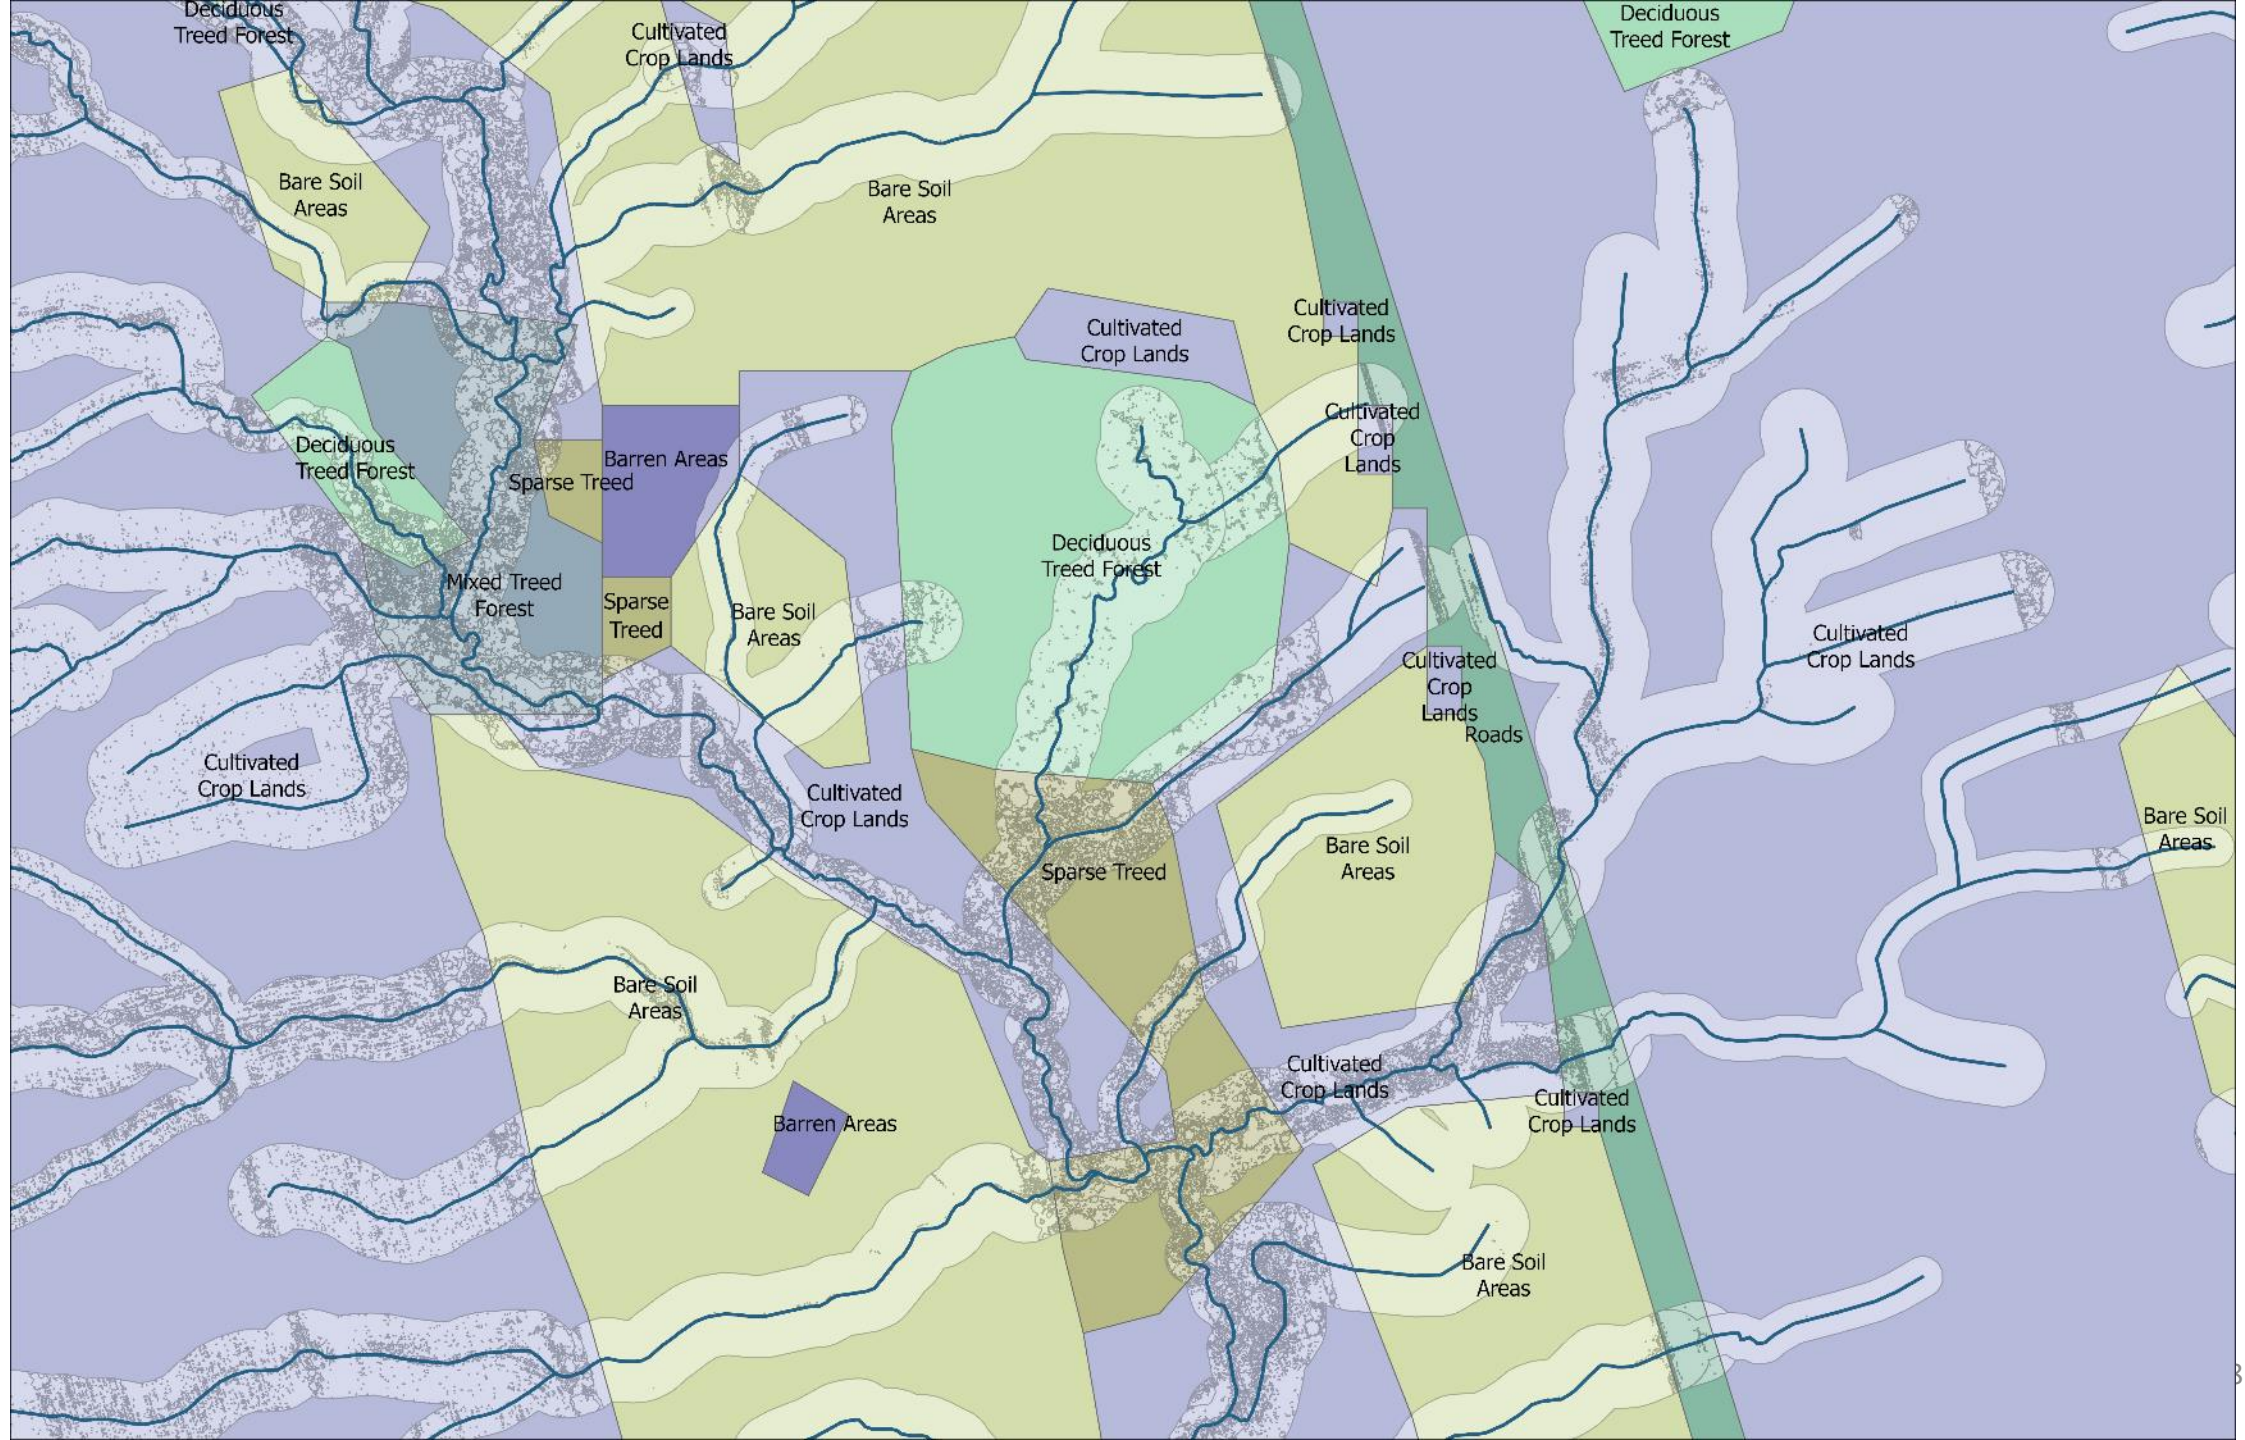 Deciduous
Treed Forest
Deciduous
Treed Forest
Cultivated
Crop Lands
Bare Soil
Areas
Bare Soil
Areas
Cultivated
Crop Lands
Cultivated
Crop Lands
Cultivated
Crop
Lands
Deciduous
Treed Forest
Barren Areas
Sparse Treed
Deciduous
Treed Forest
Mixed Treed
Forest
Sparse
Treed
Bare Soil
Areas
Cultivated
Crop Lands
Cultivated
Crop
Lands
Roads
Cultivated
Crop Lands
Cultivated
Crop Lands
Bare Soil
Areas
Bare Soil
Areas
Sparse Treed
Bare Soil
Areas
Cultivated
Crop Lands
Cultivated
Crop Lands
Barren Areas
Bare Soil
Areas